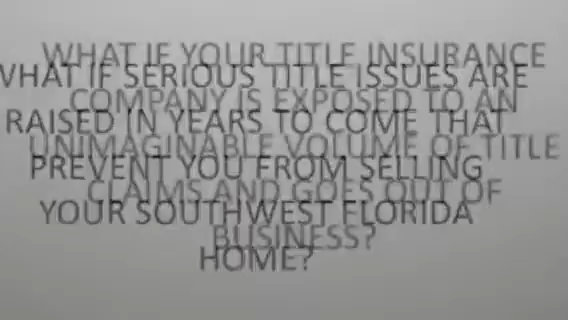 WHAT IF YOUR TITLE INSURANCE
COMPANY IS EXPOSED TO AN
UNIMAGINABLE VOLUME OF TITLE
CLAIMS AND GOES OUT OF
BUSINESS?
WHAT IF SERIOUS TITLE ISSUES ARE
RAISED IN YEARS TO COME THAT
PREVENT YOU FROM SELLING
YOUR SOUTHWEST FLORIDA
HOME?